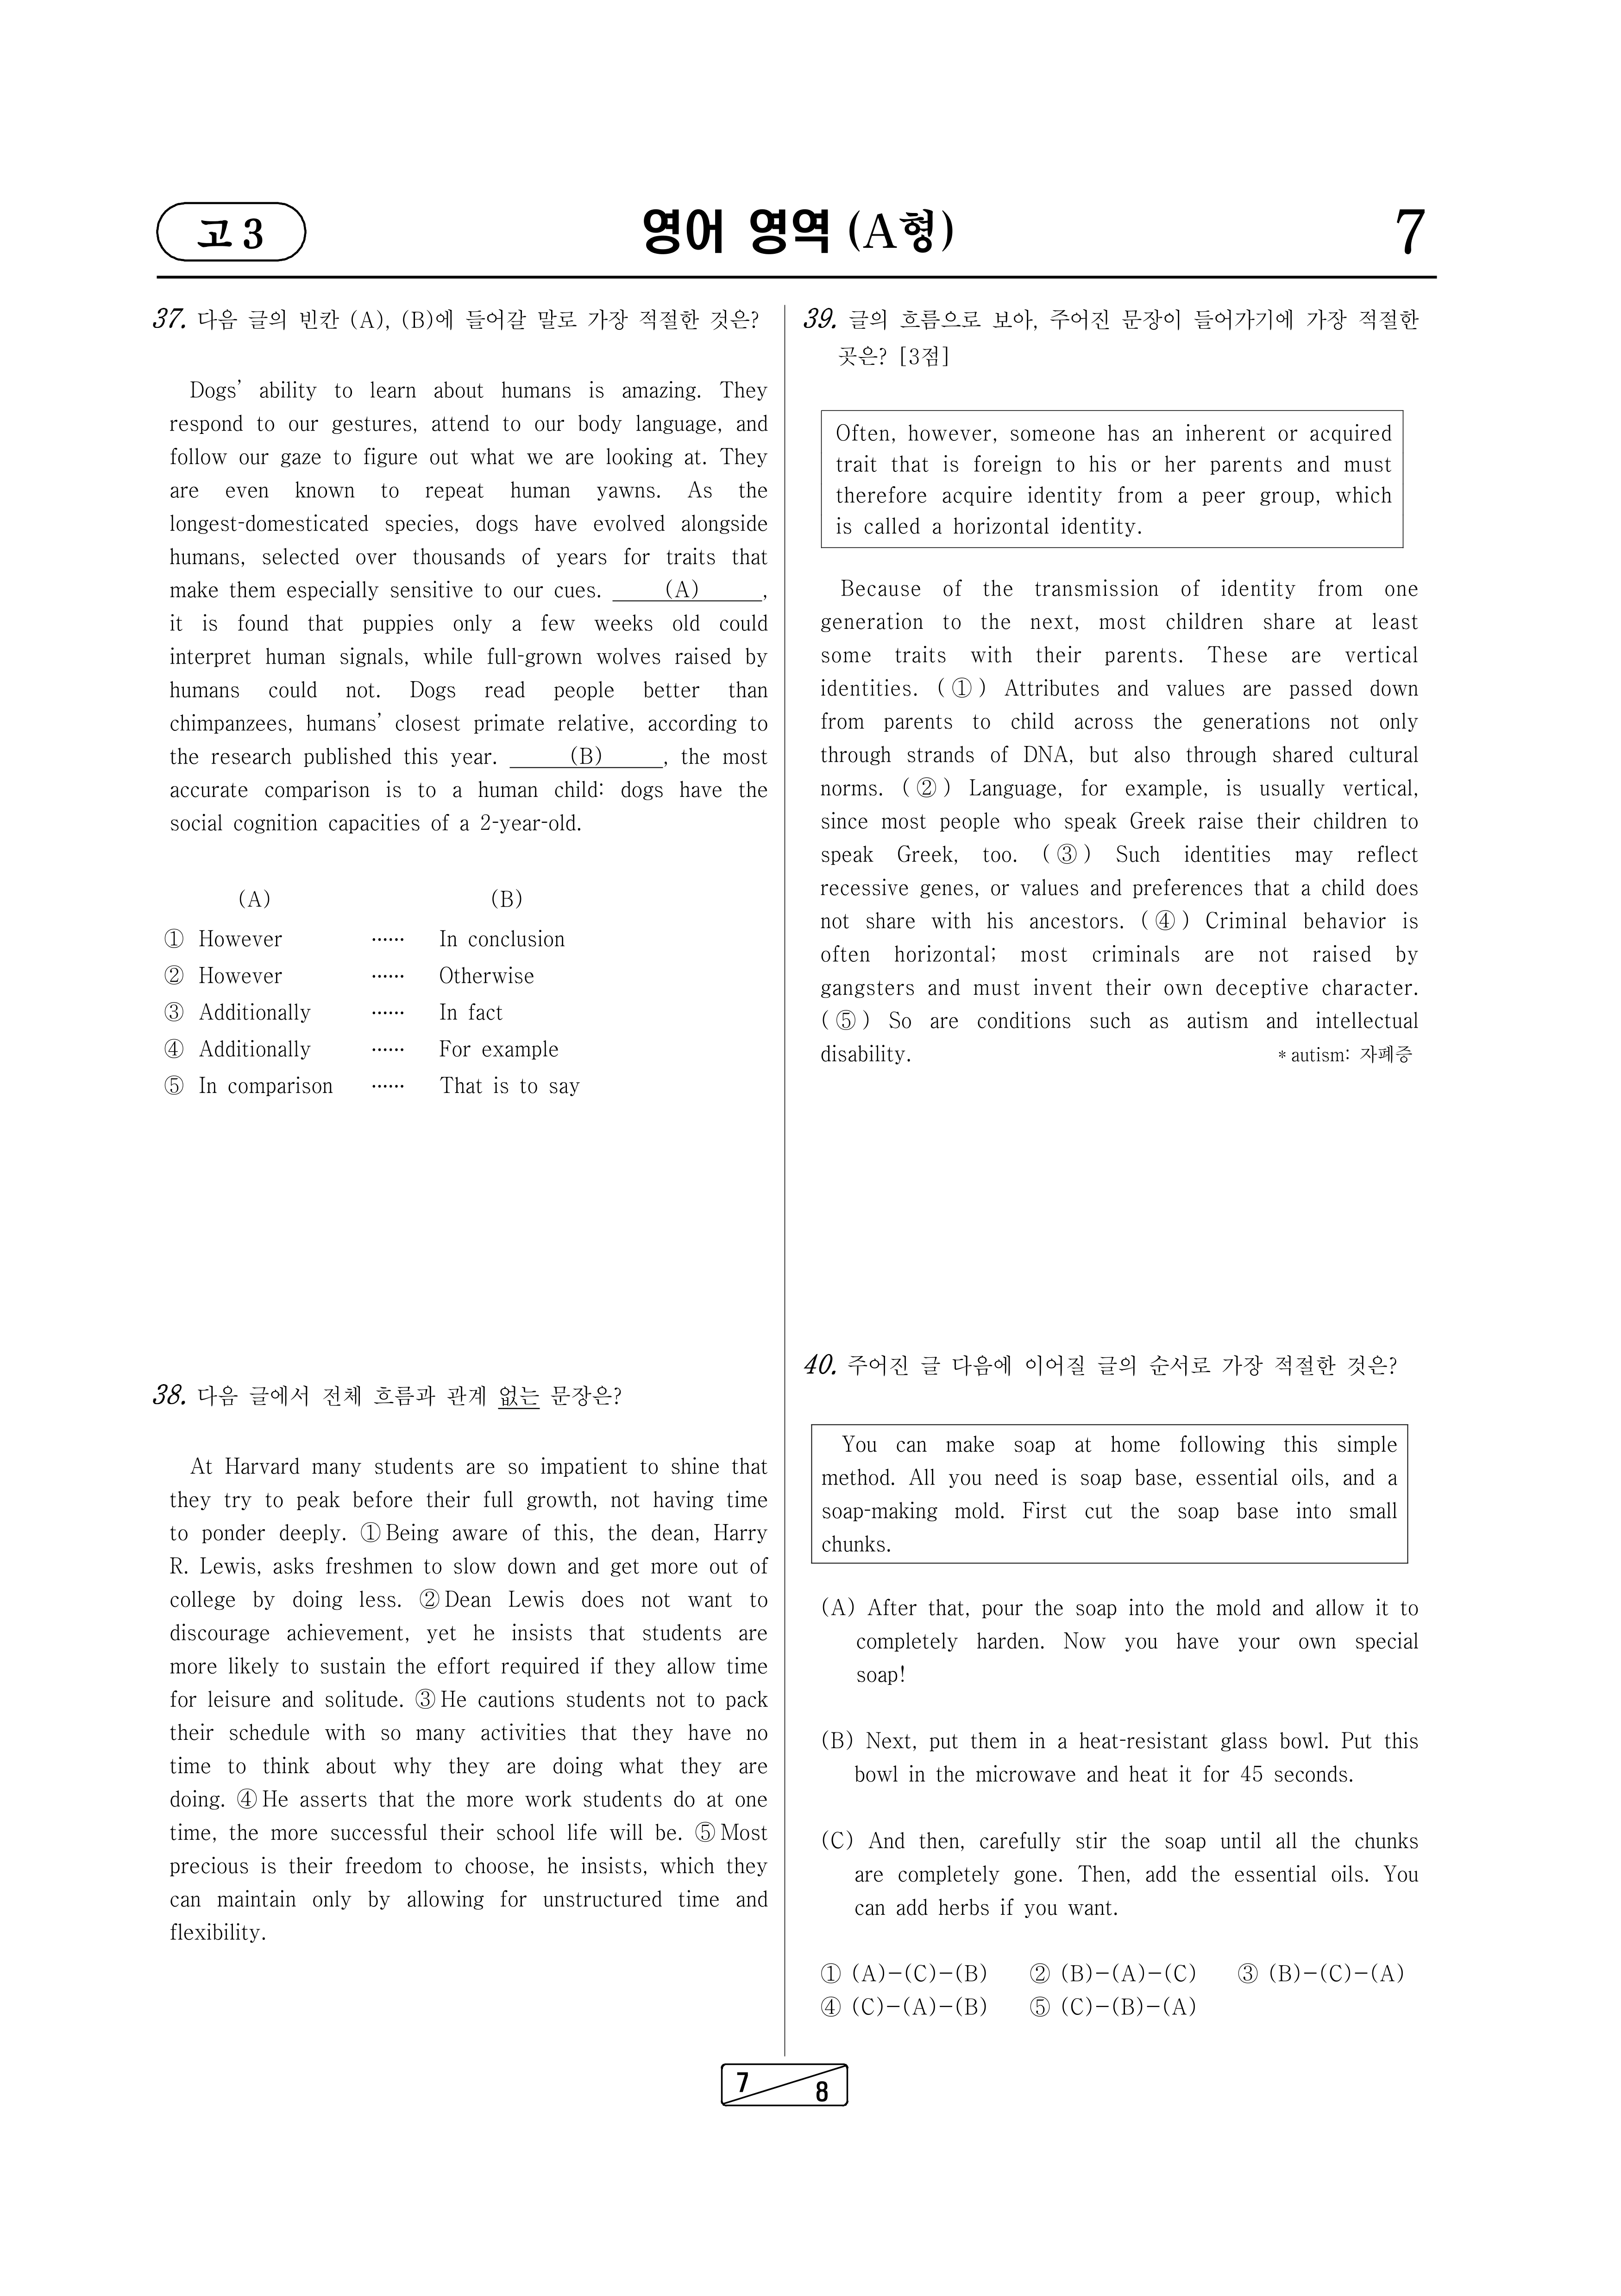 고 3
영어 영역 (A형)
7
37. 다음 글의 빈칸 (A), (B)에 들어갈 말로 가장 적절한 것은?
Dogs’ ability to learn about humans is amazing. They
respond to our gestures, attend to our body language, and
follow our gaze to figure out what we are looking at. They
are even known to repeat human yawns. As the
longest-domesticated species, dogs have evolved alongside
humans, selected over thousands of years for traits that
make them especially sensitive to our cues. (A) ,
it is found that puppies only a few weeks old could
interpret human signals, while full-grown wolves raised by
humans could not. Dogs read people better than
chimpanzees, humans’ closest primate relative, according to
the research published this year. (B) , the most
accurate comparison is to a human child: dogs have the
social cognition capacities of a 2-year-old.
(A) (B)
① However …… In conclusion
② However …… Otherwise
③ Additionally …… In fact
④ Additionally …… For example
⑤ In comparison …… That is to say
38. 다음 글에서 전체 흐름과 관계 없는 문장은?
At Harvard many students are so impatient to shine that
they try to peak before their full growth, not having time
to ponder deeply. ① Being aware of this, the dean, Harry
R. Lewis, asks freshmen to slow down and get more out of
college by doing less. ② Dean Lewis does not want to
discourage achievement, yet he insists that students are
more likely to sustain the effort required if they allow time
for leisure and solitude. ③ He cautions students not to pack
their schedule with so many activities that they have no
time to think about why they are doing what they are
doing. ④ He asserts that the more work students do at one
time, the more successful their school life will be. ⑤ Most
precious is their freedom to choose, he insists, which they
can maintain only by allowing for unstructured time and
flexibility.
39. 글의 흐름으로 보아, 주어진 문장이 들어가기에 가장 적절한
곳은? [3점]
Often, however, someone has an inherent or acquired
trait that is foreign to his or her parents and must
therefore acquire identity from a peer group, which
is called a horizontal identity.
Because of the transmission of identity from one
generation to the next, most children share at least
some traits with their parents. These are vertical
identities. ( ① ) Attributes and values are passed down
from parents to child across the generations not only
through strands of DNA, but also through shared cultural
norms. ( ② ) Language, for example, is usually vertical,
since most people who speak Greek raise their children to
speak Greek, too. ( ③ ) Such identities may reflect
recessive genes, or values and preferences that a child does
not share with his ancestors. ( ④ ) Criminal behavior is
often horizontal; most criminals are not raised by
gangsters and must invent their own deceptive character.
( ⑤ ) So are conditions such as autism and intellectual
disability. * autism: 자폐증
40. 주어진 글 다음에 이어질 글의 순서로 가장 적절한 것은?
You can make soap at home following this simple
method. All you need is soap base, essential oils, and a
soap-making mold. First cut the soap base into small
chunks.
(A) After that, pour the soap into the mold and allow it to
completely harden. Now you have your own special
soap!
(B) Next, put them in a heat-resistant glass bowl. Put this
bowl in the microwave and heat it for 45 seconds.
(C) And then, carefully stir the soap until all the chunks
are completely gone. Then, add the essential oils. You
can add herbs if you want.
① (A)-(C)-(B) ② (B)-(A)-(C) ③ (B)-(C)-(A)
④ (C)-(A)-(B) ⑤ (C)-(B)-(A)
7
8